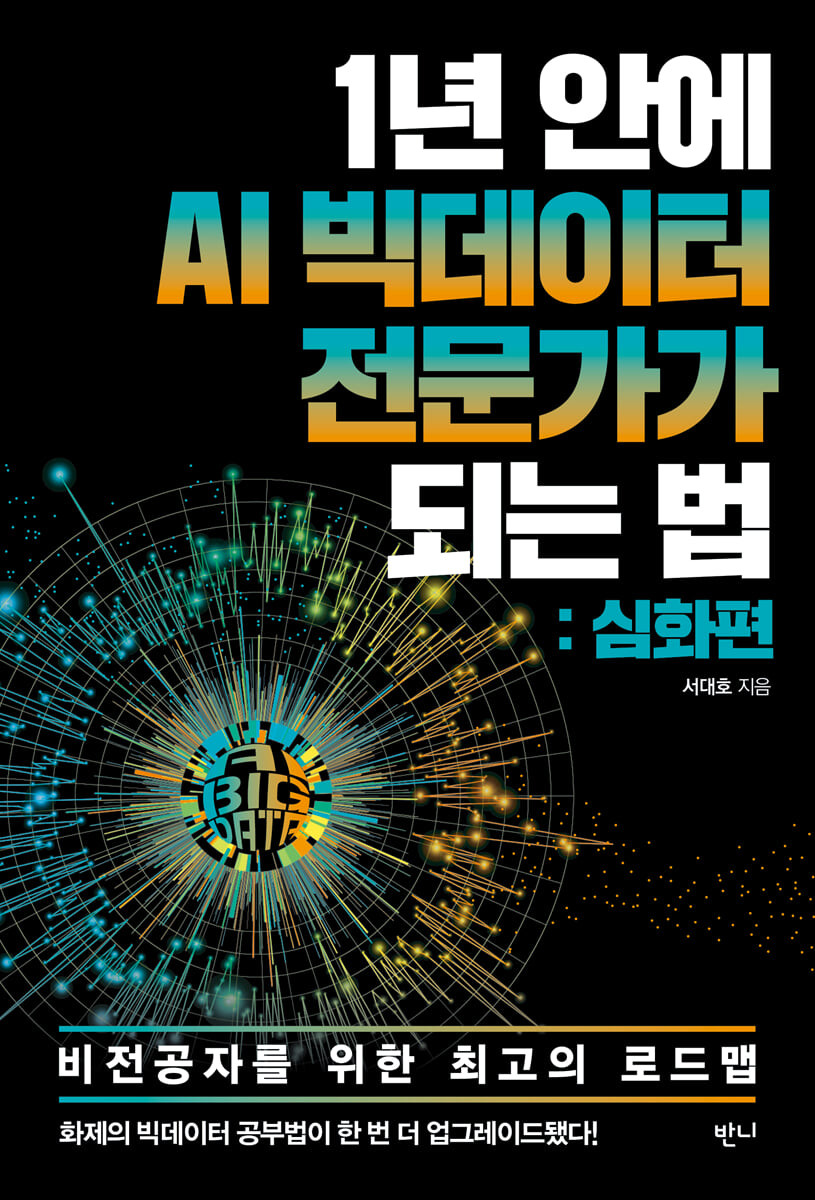 1년 안에
AI 빅데이터
전문가가
되는 법
: 심화편
서대호 지음
AI
BIG
DATA
비전공자를 위한 최고의 로드맵
화제의 빅데이터 공부법이 한 번 더 업그레이드됐다!
반니